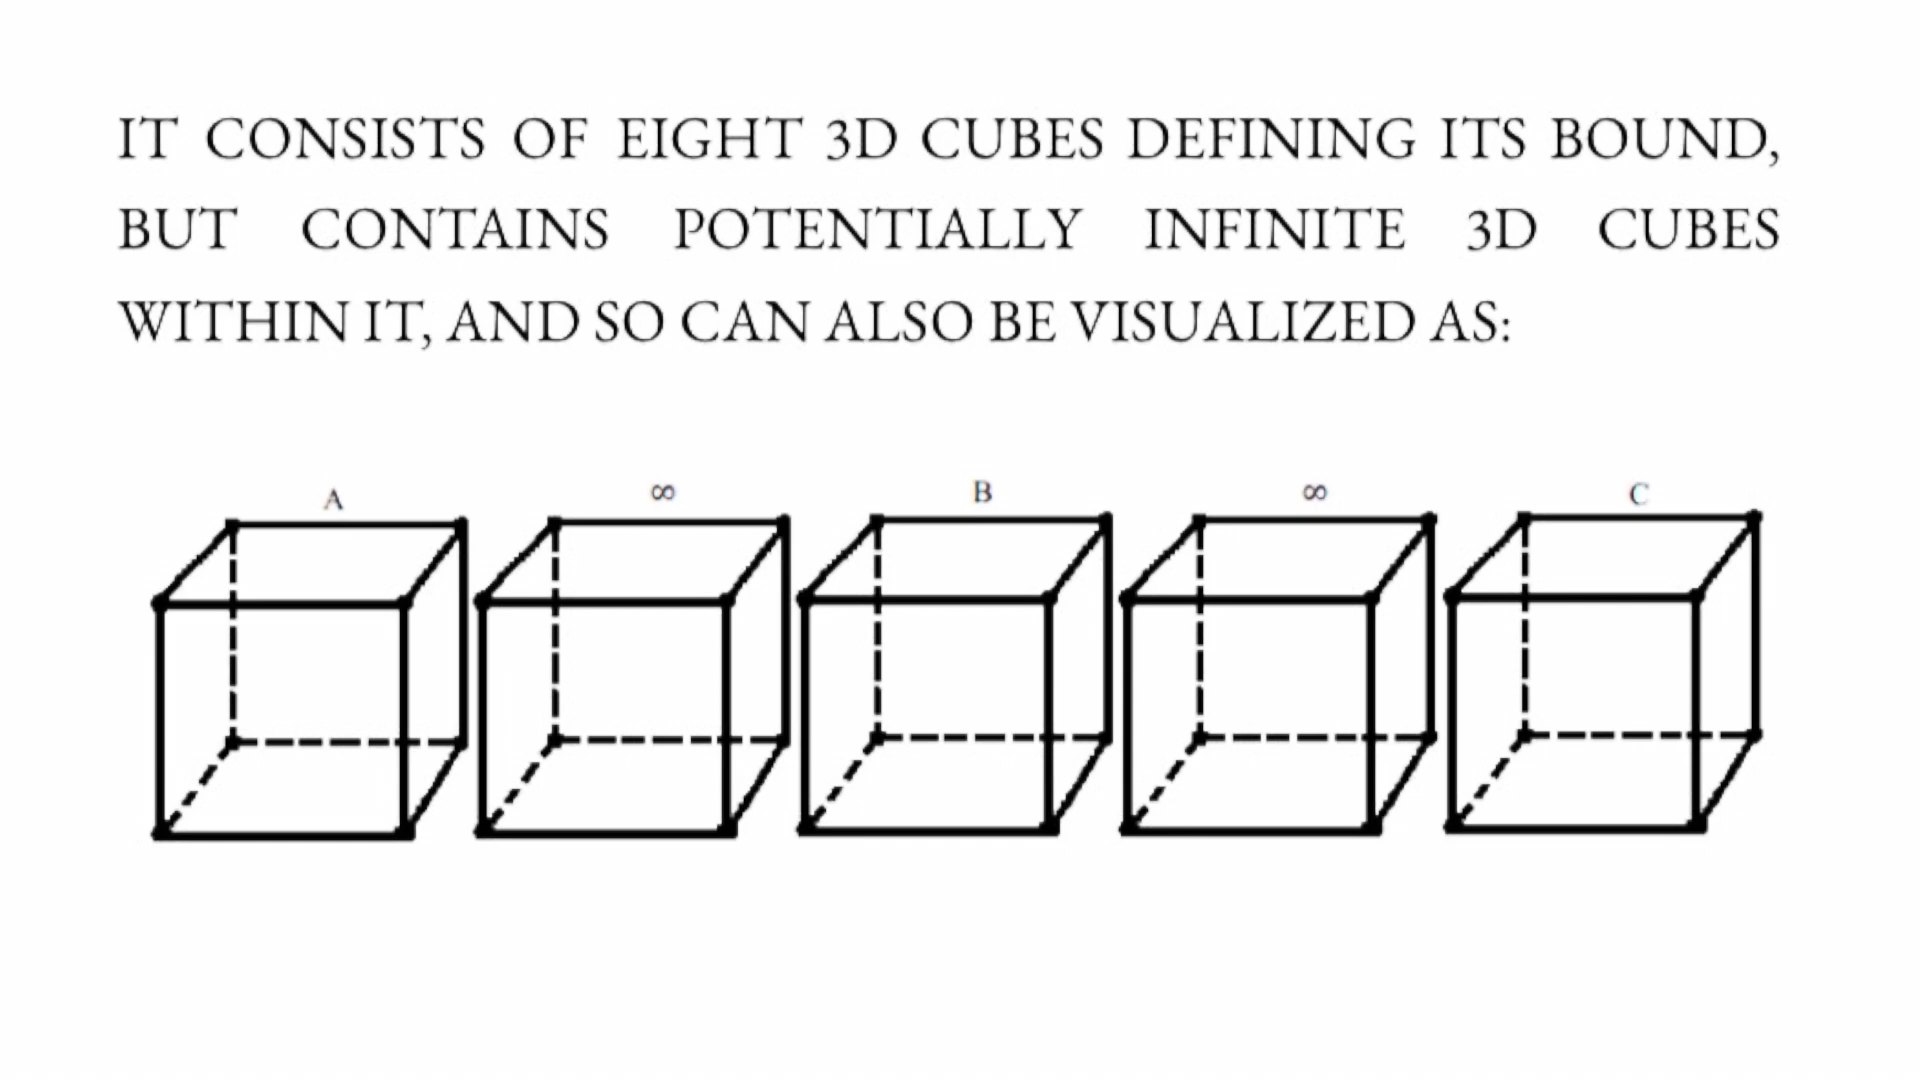 IT CONSISTS OF EIGHT 3D CUBES DEFINING ITS BOUND,
BUT CONTAINS POTENTIALLY INFINITE 3D CUBES
WITHIN IT, AND SO CAN ALSO BE VISUALIZED AS:
A ∞ B ∞ C